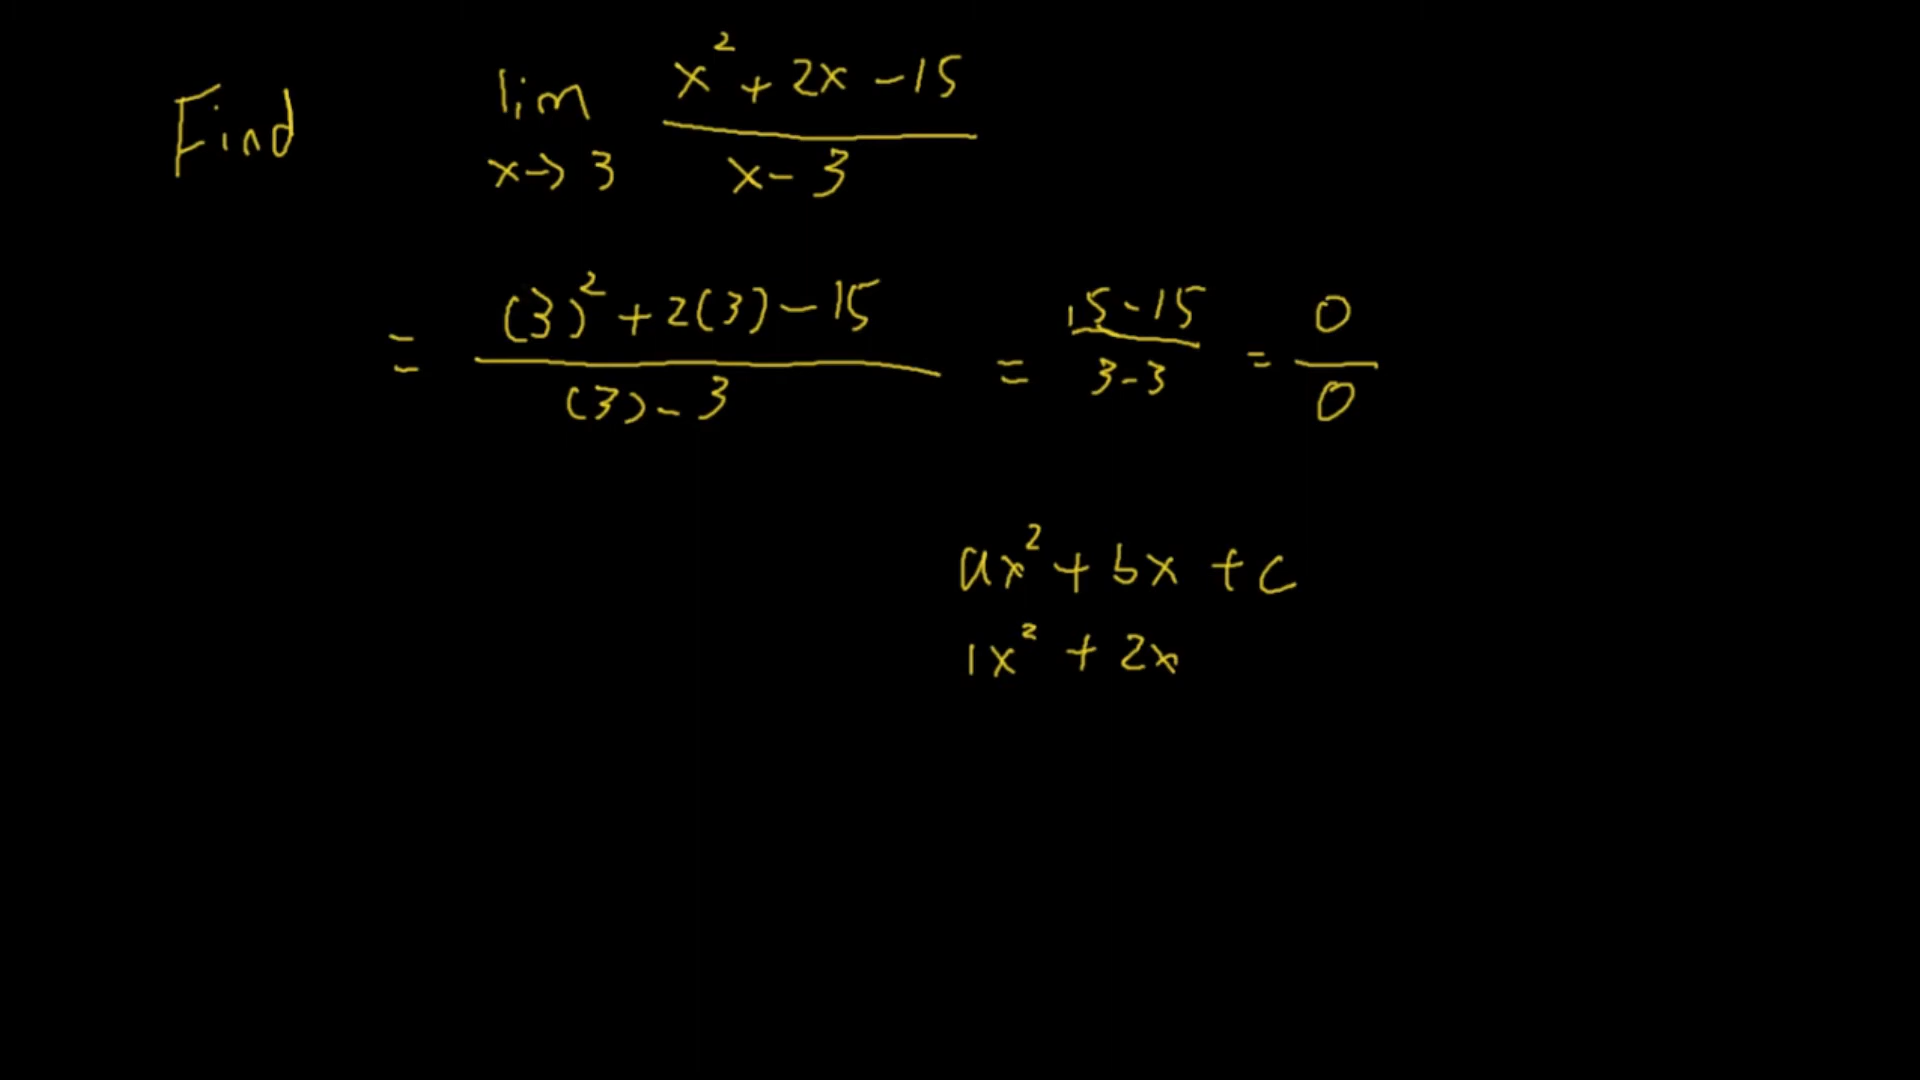 Find lim x→3 (x² + 2x - 15) / (x - 3)
= ((3)² + 2(3) - 15) / ((3) - 3) = (15 - 15) / (3 - 3) = 0 / 0
ax² + bx + c
1x² + 2x